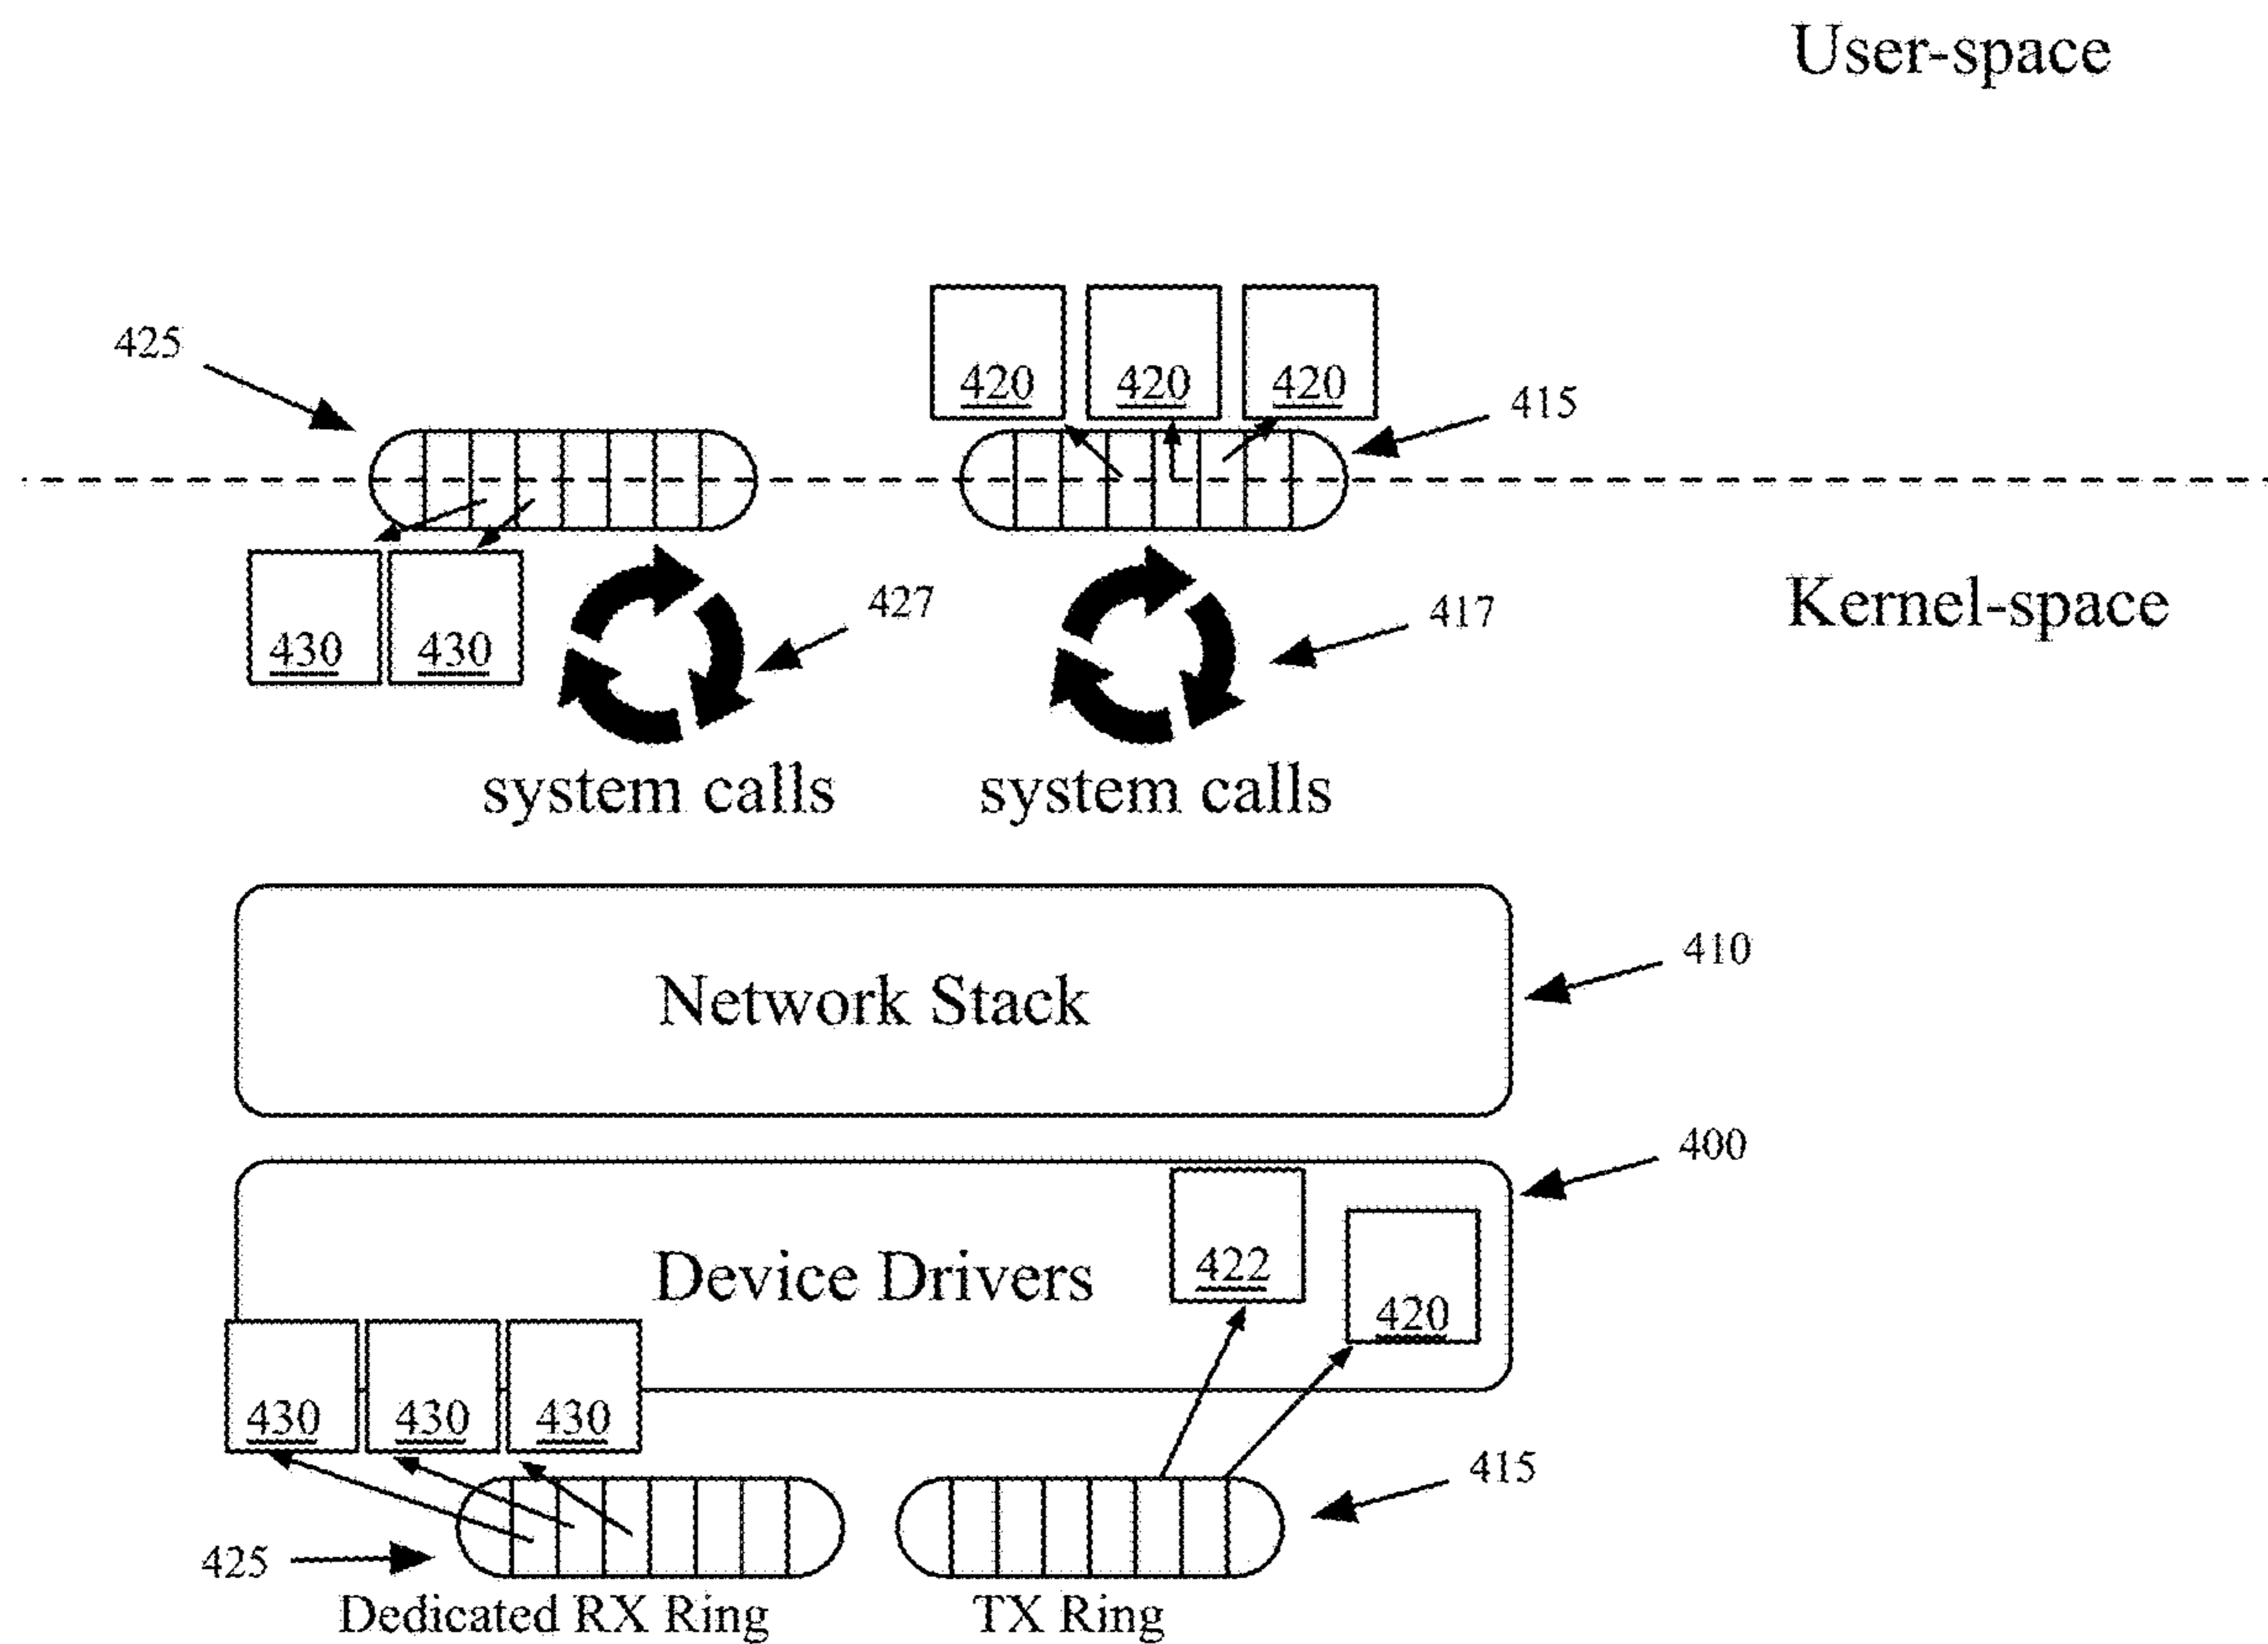 User-space
425
420 420 420
415
427
417
Kernel-space
430 430
system calls system calls
Network Stack
410
400
Device Drivers
422
420
430 430 430
415
425
Dedicated RX Ring TX Ring